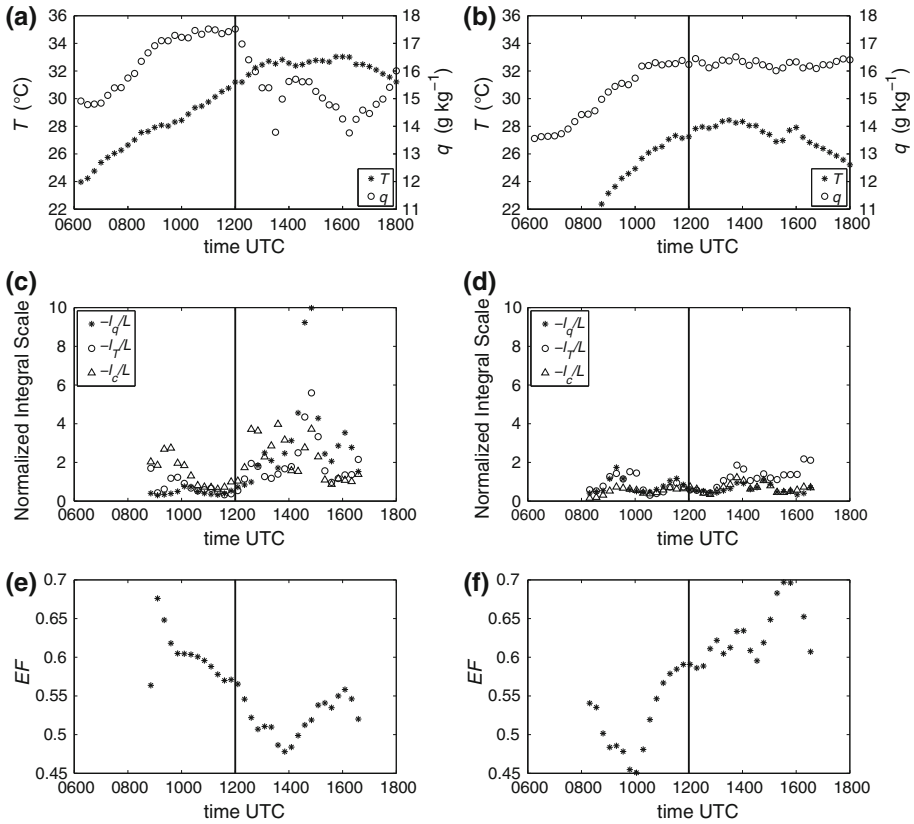 (a)
36
34
32
30
28
26
24
22
T (°C)
18
17
16
15
14
13
12
11
q (g kg⁻¹)
T
q
0600 0800 1000 1200 1400 1600 1800
time UTC
(b)
36
34
32
30
28
26
24
22
T (°C)
18
17
16
15
14
13
12
11
q (g kg⁻¹)
T
q
0600 0800 1000 1200 1400 1600 1800
time UTC
(c)
10
8
6
4
2
0
Normalized Integral Scale
−l_q/L
−l_T/L
−l_c/L
0600 0800 1000 1200 1400 1600 1800
time UTC
(d)
10
8
6
4
2
0
Normalized Integral Scale
−l_q/L
−l_T/L
−l_c/L
0600 0800 1000 1200 1400 1600 1800
time UTC
(e)
0.7
0.65
0.6
0.55
0.5
0.45
EF
0600 0800 1000 1200 1400 1600 1800
time UTC
(f)
0.7
0.65
0.6
0.55
0.5
0.45
EF
0600 0800 1000 1200 1400 1600 1800
time UTC